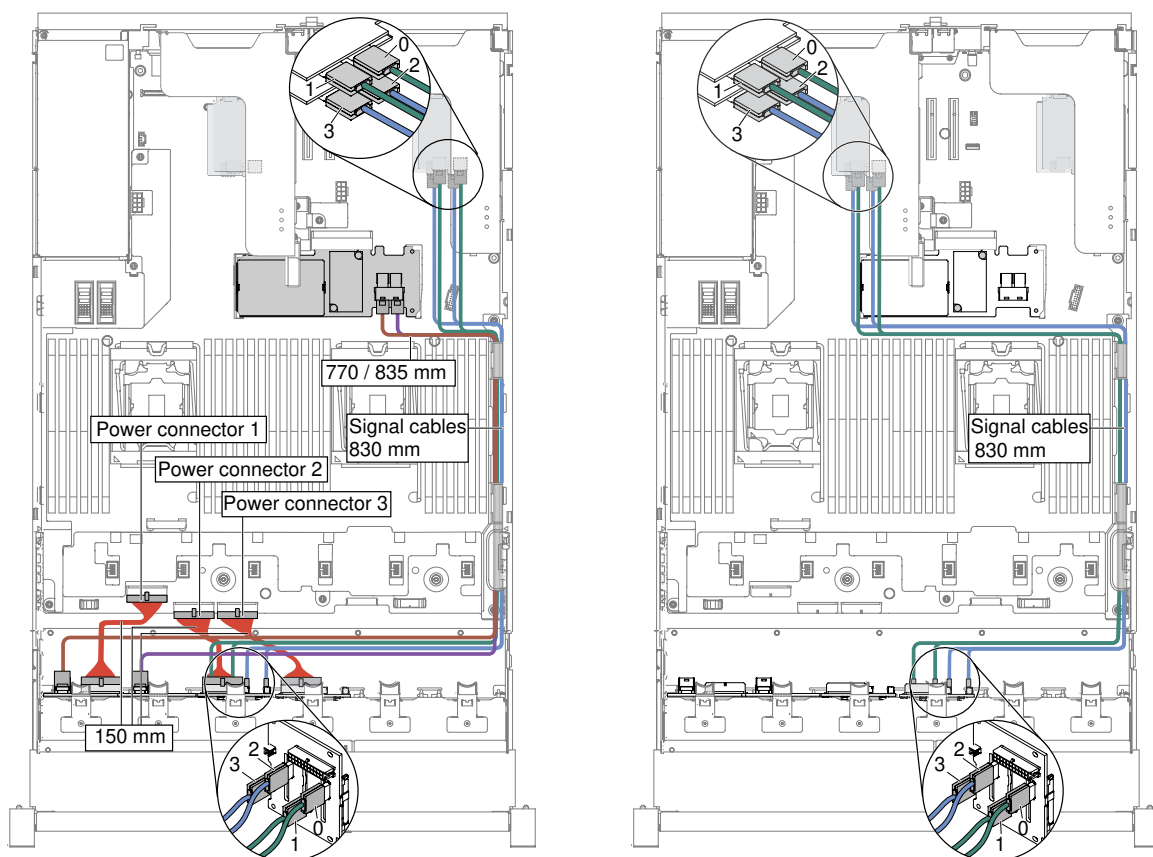 0
1
2
3
770 / 835 mm
Power connector 1
Signal cables
830 mm
Power connector 2
Power connector 3
150 mm
2
3
0
1
0
1
2
3
Signal cables
830 mm
2
3
0
1